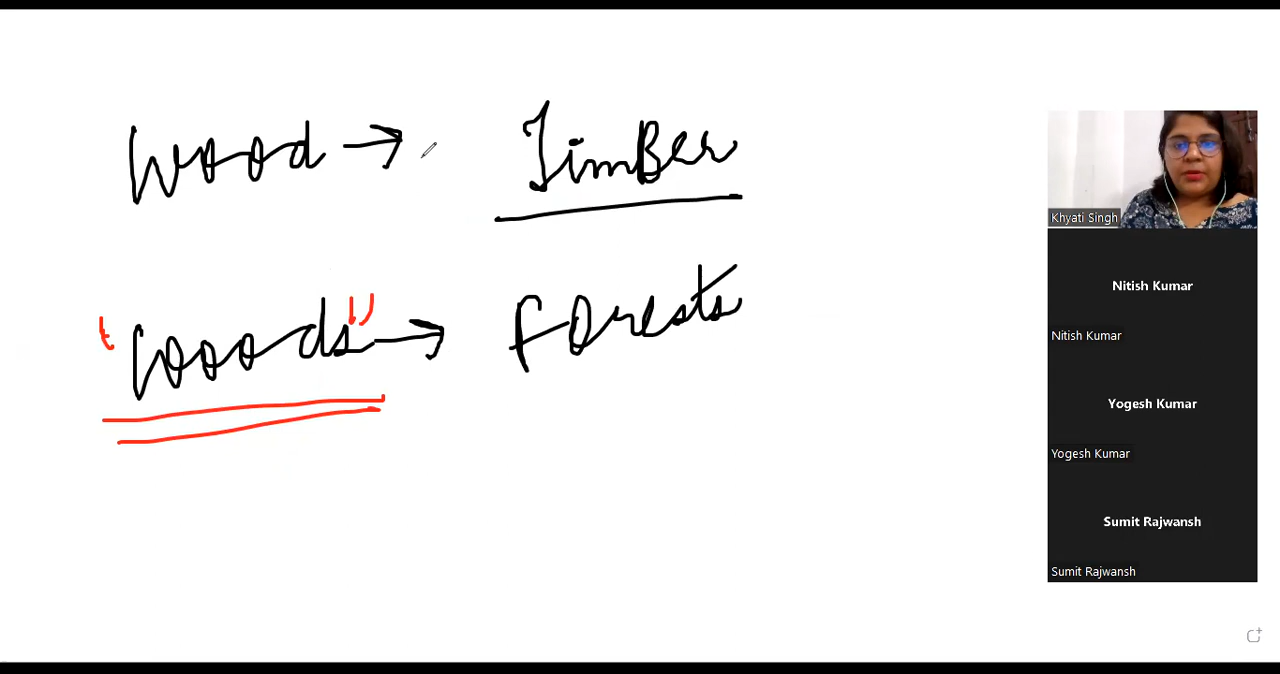 Wood → TimBer
"Woods" → forests
Khyati Singh
Nitish Kumar
Nitish Kumar
Yogesh Kumar
Yogesh Kumar
Sumit Rajwansh
Sumit Rajwansh